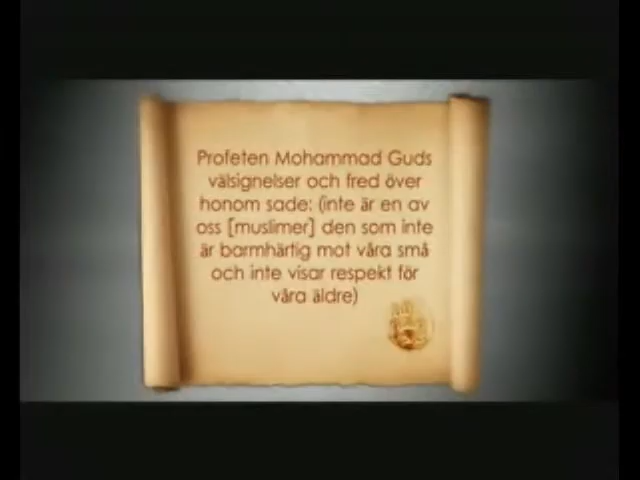 Profeten Mohammad Guds
välsignelser och fred över
honom sade: (inte är en av
oss [muslimer] den som inte
är barmhärtig mot våra små
och inte visar respekt för
våra äldre)